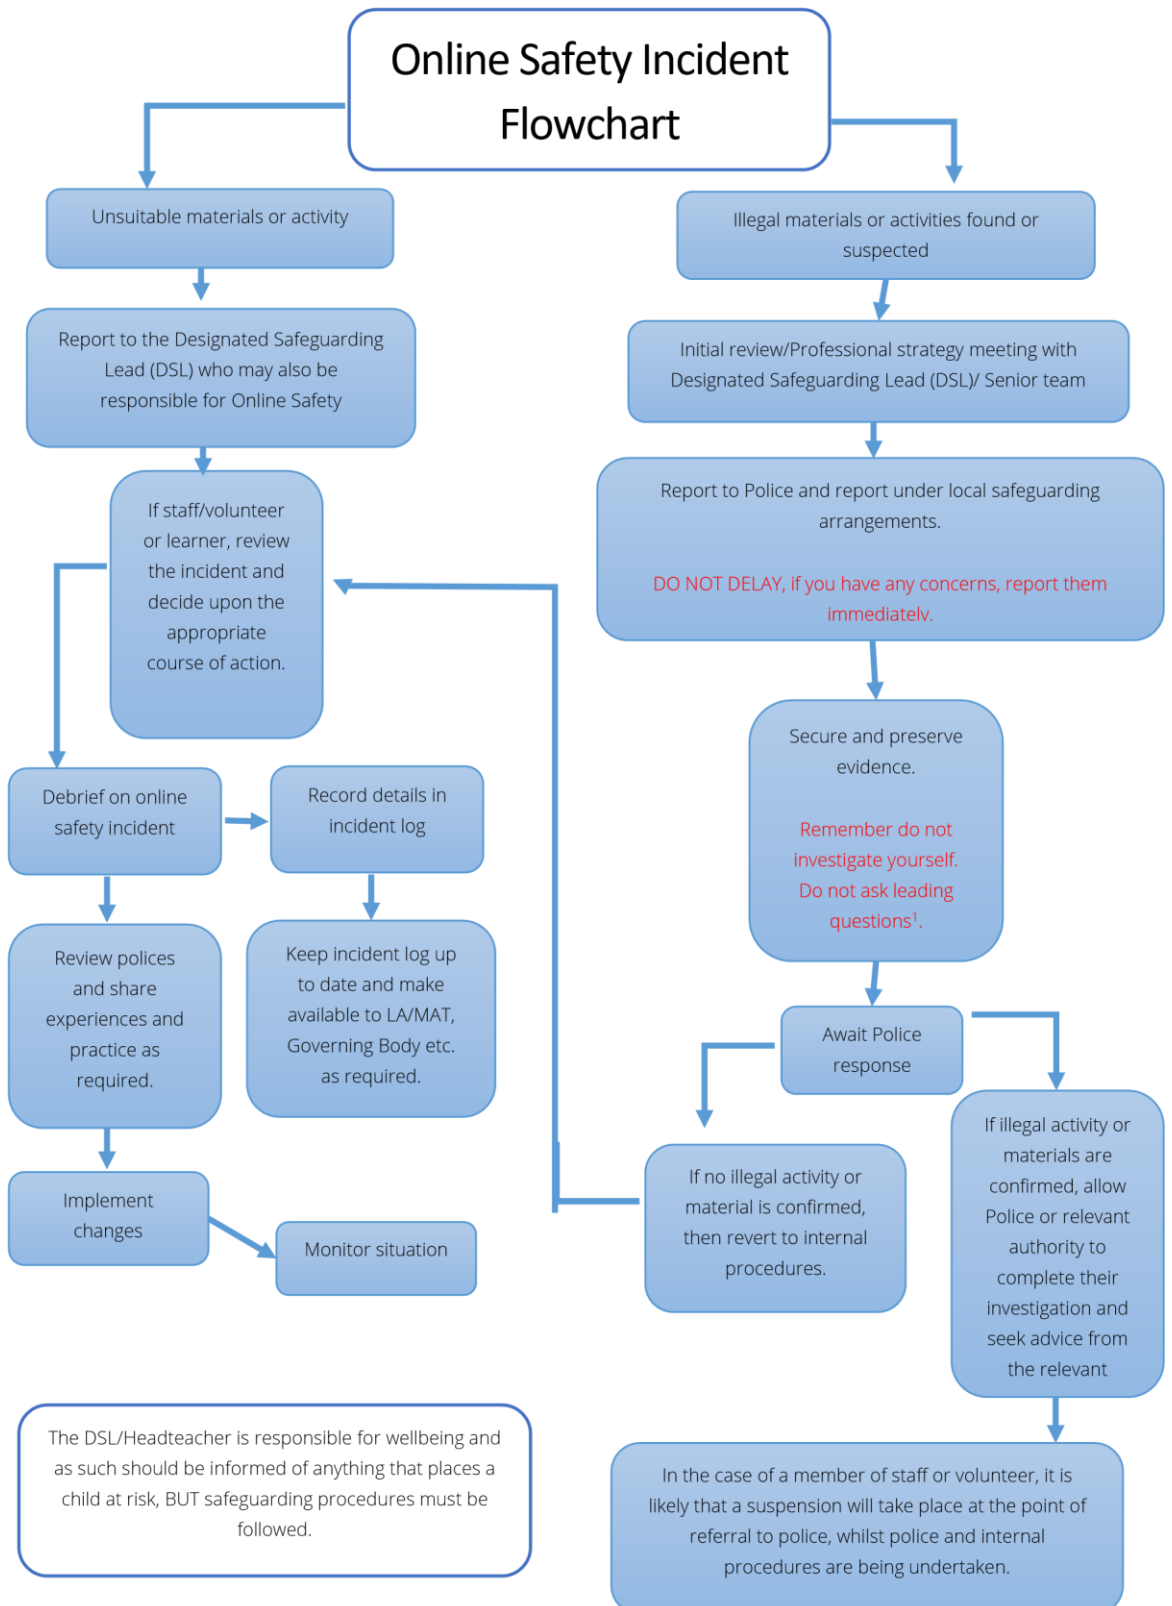 Online Safety Incident
Flowchart
Unsuitable materials or activity
Report to the Designated Safeguarding
Lead (DSL) who may also be
responsible for Online Safety
If staff/volunteer
or learner, review
the incident and
decide upon the
appropriate
course of action.
Debrief on online
safety incident
Record details in
incident log
Review polices
and share
experiences and
practice as
required.
Keep incident log up
to date and make
available to LA/MAT,
Governing Body etc.
as required.
Implement
changes
Monitor situation
Illegal materials or activities found or
suspected
Initial review/Professional strategy meeting with
Designated Safeguarding Lead (DSL)/ Senior team
Report to Police and report under local safeguarding
arrangements.
DO NOT DELAY, if you have any concerns, report them
immediately.
Secure and preserve
evidence.
Remember do not
investigate yourself.
Do not ask leading
questions¹.
Await Police
response
If no illegal activity or
material is confirmed,
then revert to internal
procedures.
If illegal activity or
materials are
confirmed, allow
Police or relevant
authority to
complete their
investigation and
seek advice from
the relevant
In the case of a member of staff or volunteer, it is
likely that a suspension will take place at the point of
referral to police, whilst police and internal
procedures are being undertaken.
The DSL/Headteacher is responsible for wellbeing and
as such should be informed of anything that places a
child at risk, BUT safeguarding procedures must be
followed.